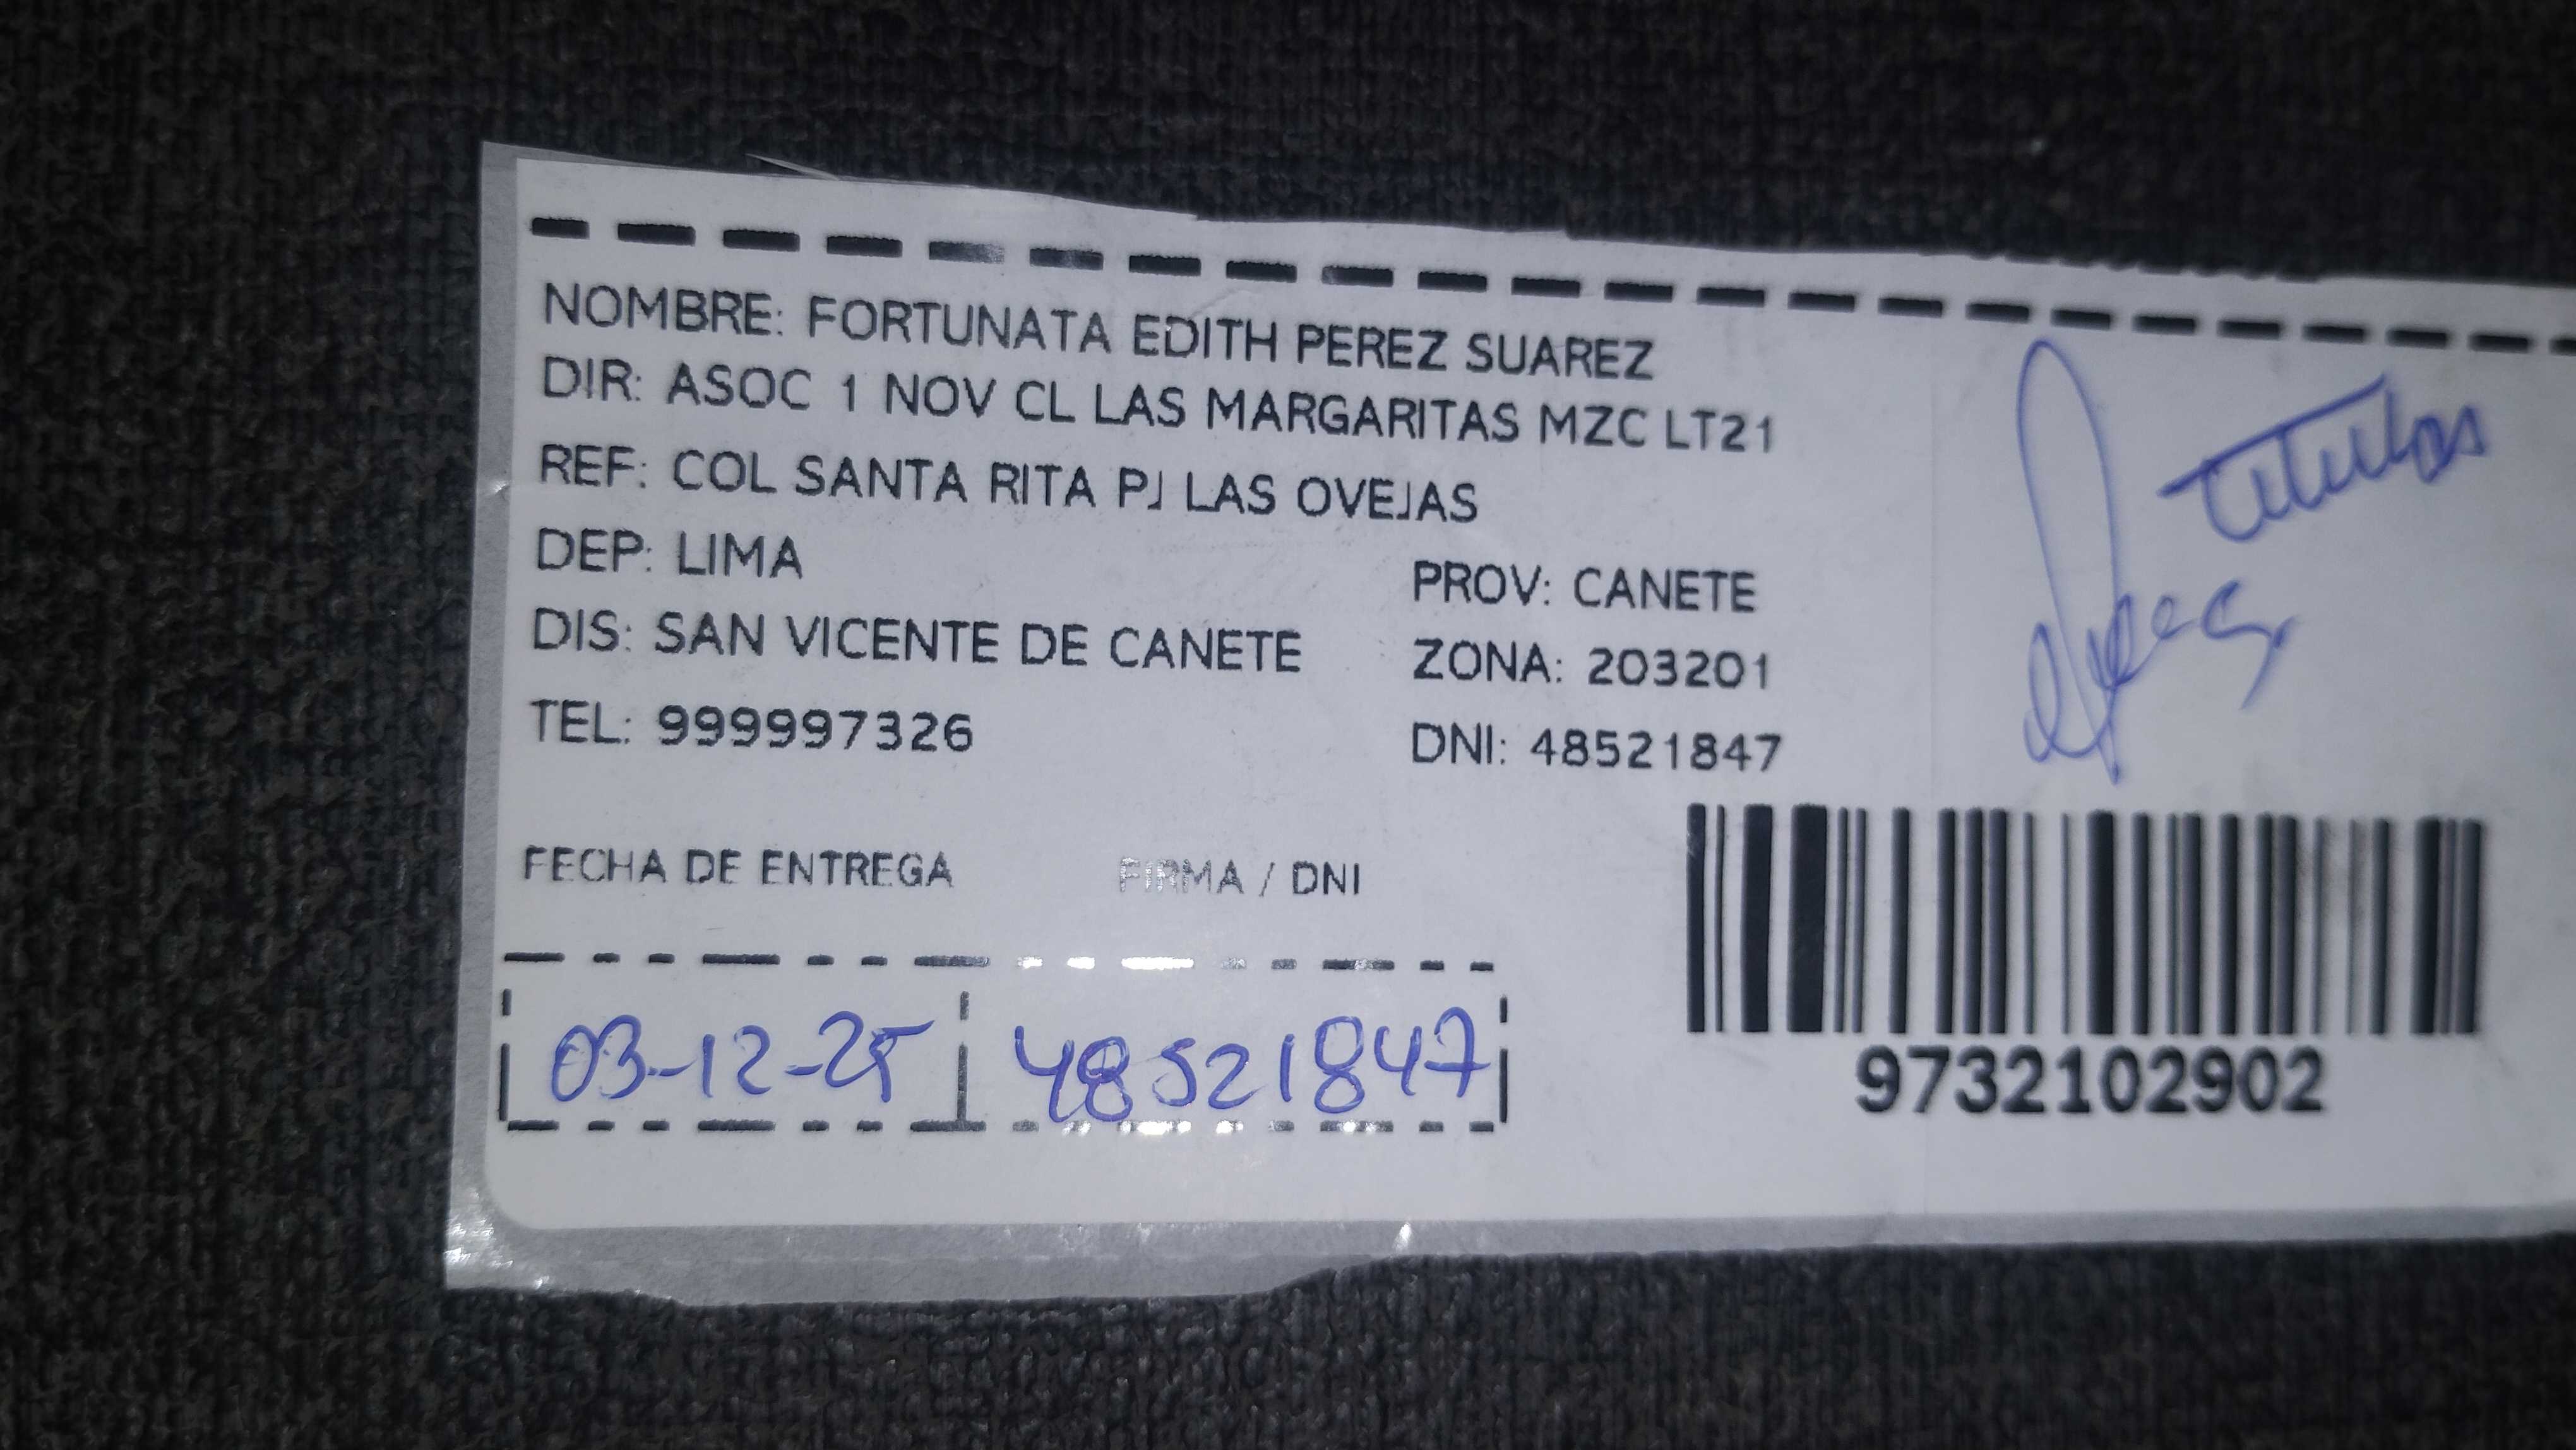 NOMBRE: FORTUNATA EDITH PEREZ SUAREZ
DIR: ASOC 1 NOV CL LAS MARGARITAS MZC LT21
REF: COL SANTA RITA PJ LAS OVEJAS
DEP: LIMA
PROV: CANETE
DIS: SAN VICENTE DE CANETE
ZONA: 203201
TEL: 999997326
DNI: 48521847
FECHA DE ENTREGA
FIRMA / DNI
03-12-25
48521847
9732102902